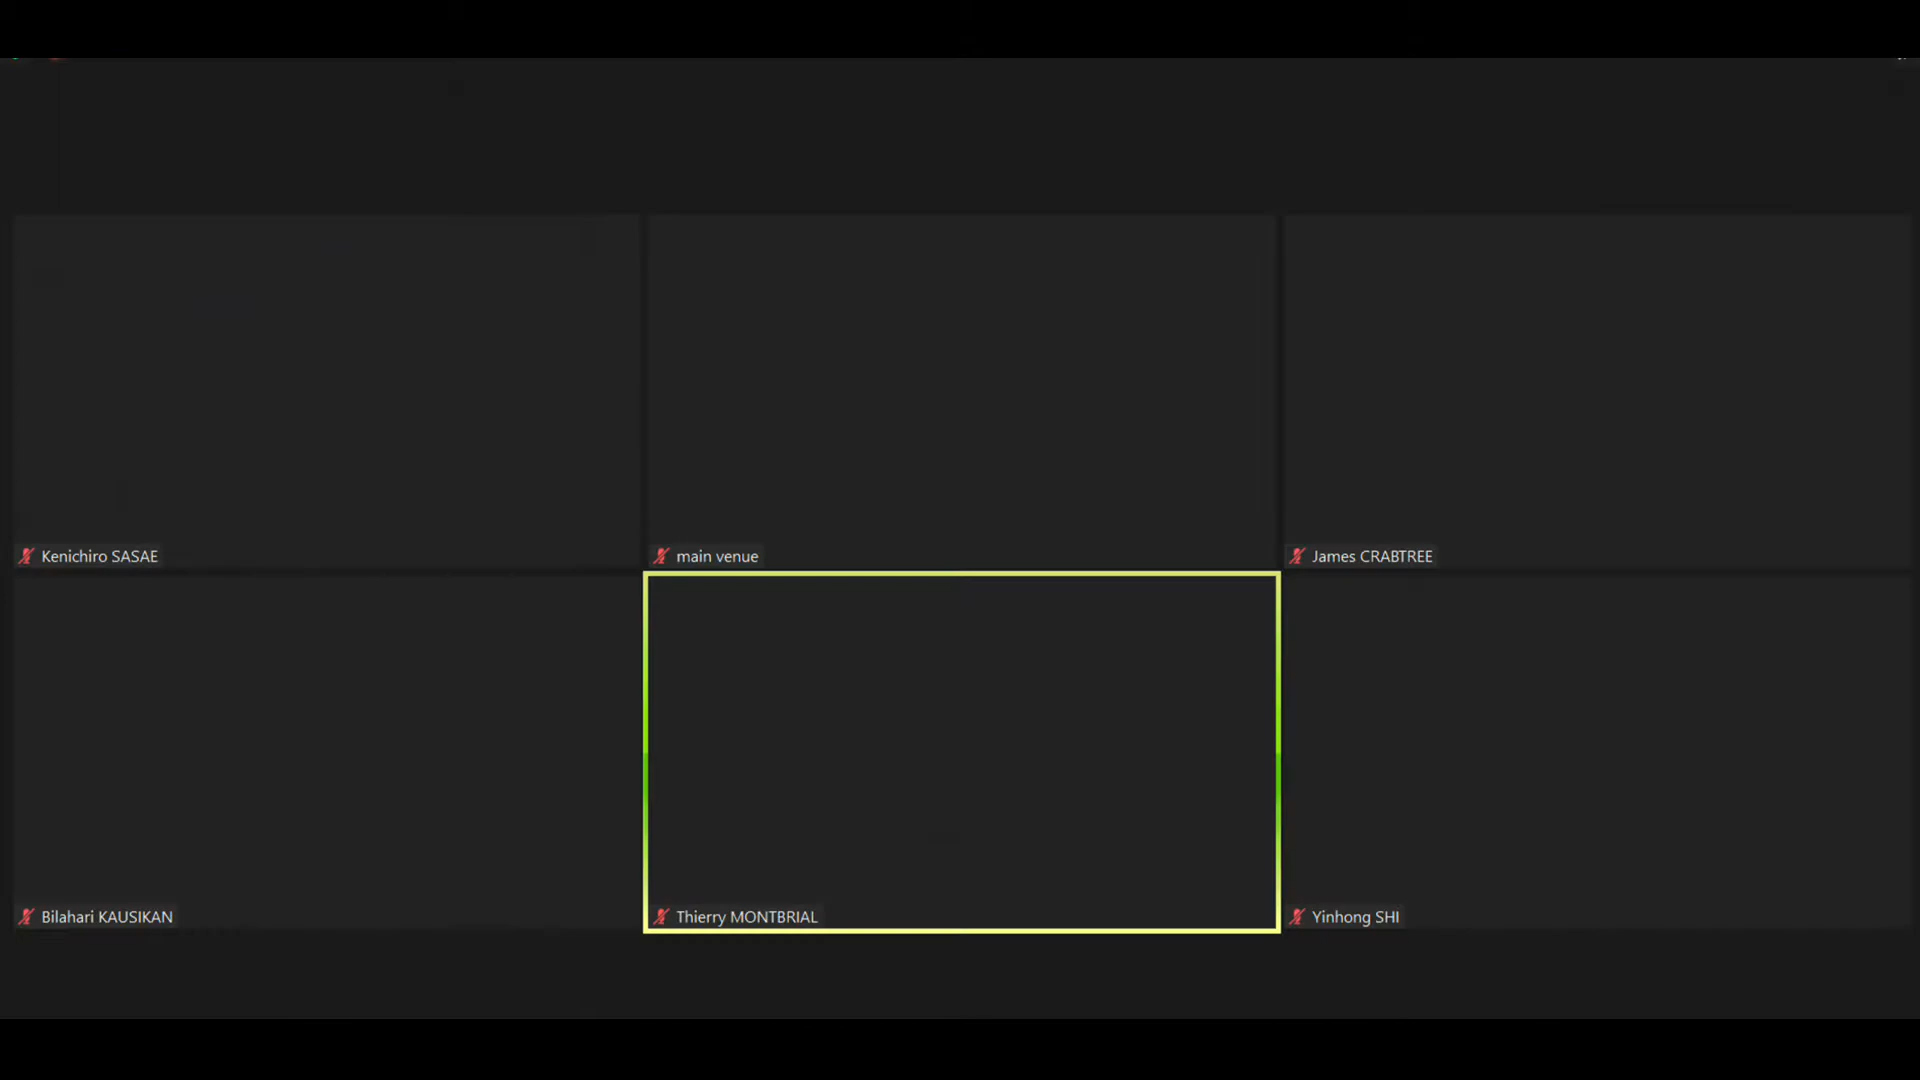 Kenichiro SASAE
main venue
James CRABTREE
Bilahari KAUSIKAN
Thierry MONTBRIAL
Yinhong SHI